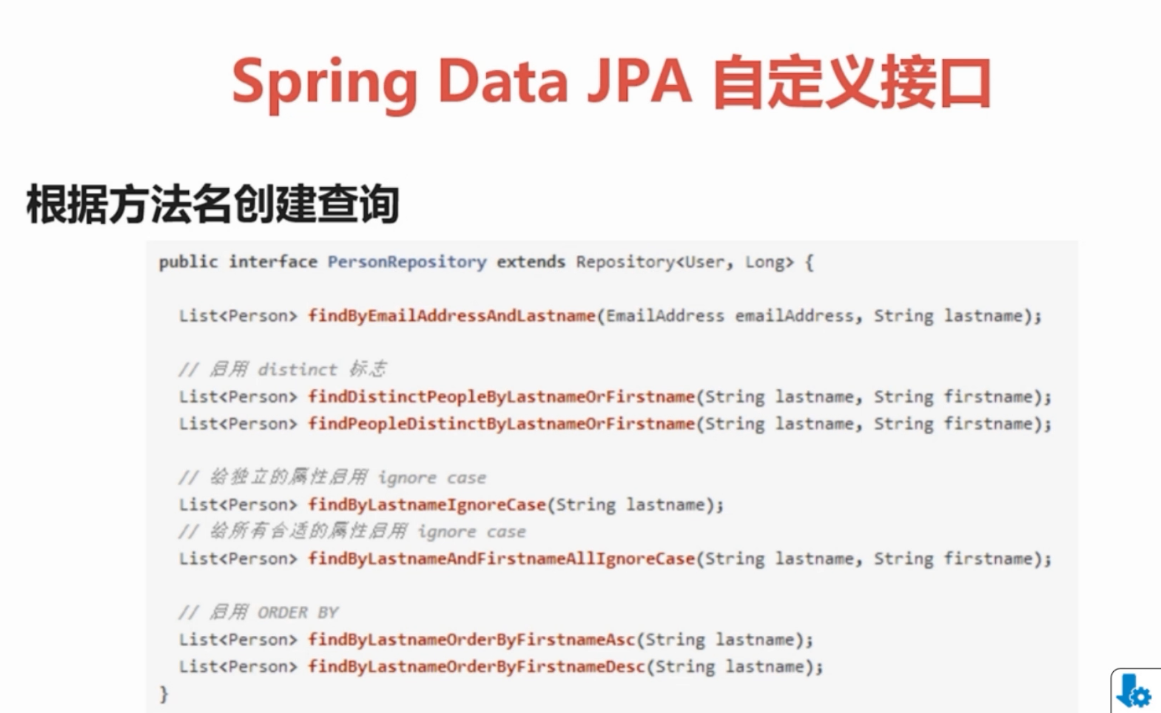 Spring Data JPA 自定义接口
根据方法名创建查询
public interface PersonRepository extends Repository<User, Long> {
List<Person> findByEmailAddressAndLastname(EmailAddress emailAddress, String lastname);
// 启用 distinct 标志
List<Person> findDistinctPeopleByLastnameOrFirstname(String lastname, String firstname);
List<Person> findPeopleDistinctByLastnameOrFirstname(String lastname, String firstname);
// 给独立的属性启用 ignore case
List<Person> findByLastnameIgnoreCase(String lastname);
// 给所有合适的属性启用 ignore case
List<Person> findByLastnameAndFirstnameAllIgnoreCase(String lastname, String firstname);
// 启用 ORDER BY
List<Person> findByLastnameOrderByFirstnameAsc(String lastname);
List<Person> findByLastnameOrderByFirstnameDesc(String lastname);
}